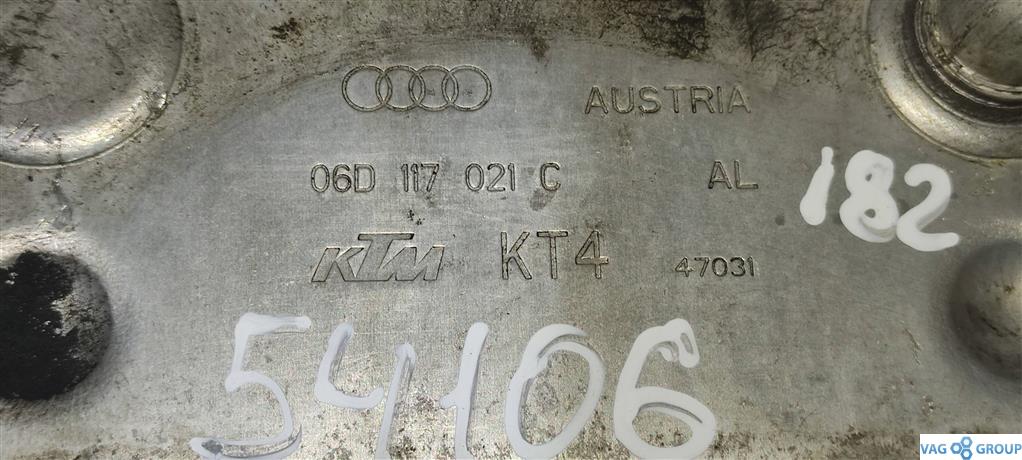 AUSTRIA
06D 117 021 C AL
182
KTM KT4 47031
54106
VAG GROUP